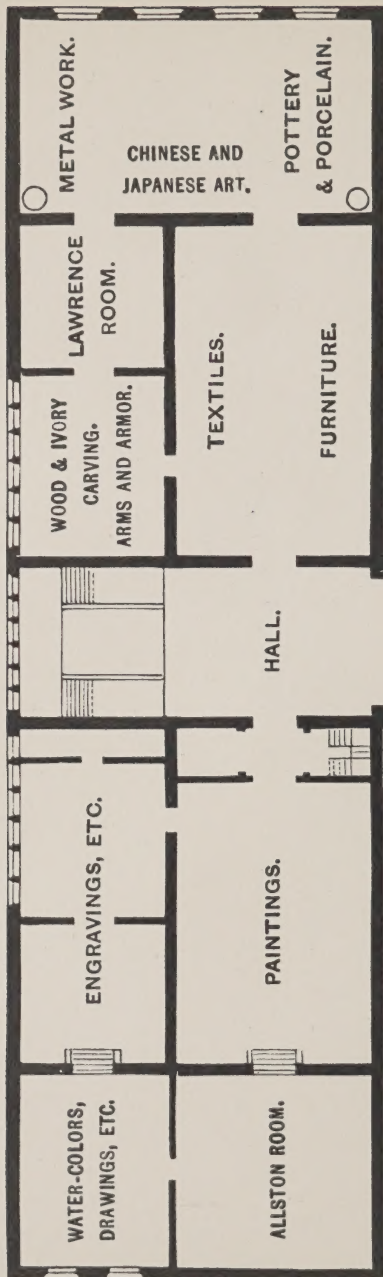 METAL WORK.
CHINESE AND
JAPANESE ART.
POTTERY
& PORCELAIN.
LAWRENCE
ROOM.
WOOD & IVORY
CARVING.
ARMS AND ARMOR.
TEXTILES.
FURNITURE.
HALL.
ENGRAVINGS, ETC.
PAINTINGS.
WATER-COLORS,
DRAWINGS, ETC.
ALLSTON ROOM.